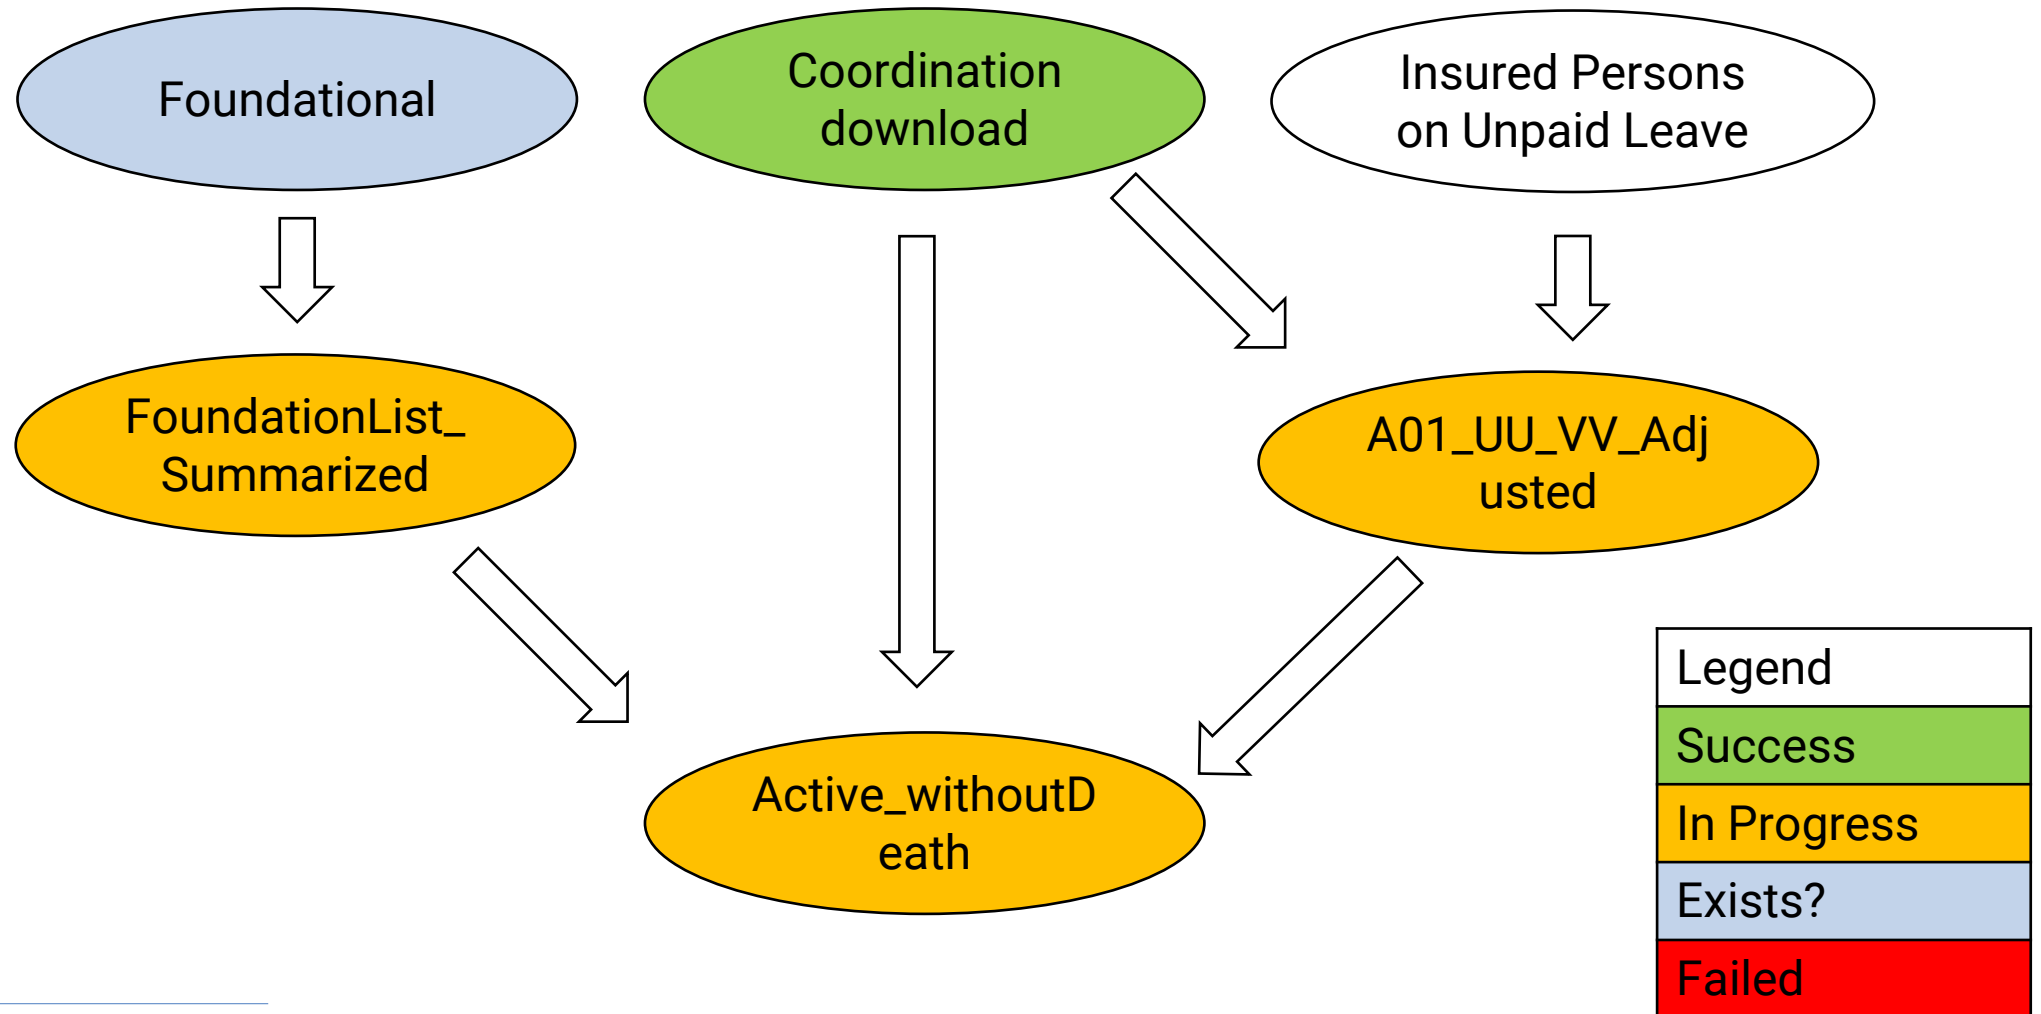 Foundational
Coordination
download
Insured Persons
on Unpaid Leave
FoundationList_
Summarized
A01_UU_VV_Adj
usted
Active_withoutD
eath
Legend
Success
In Progress
Exists?
Failed